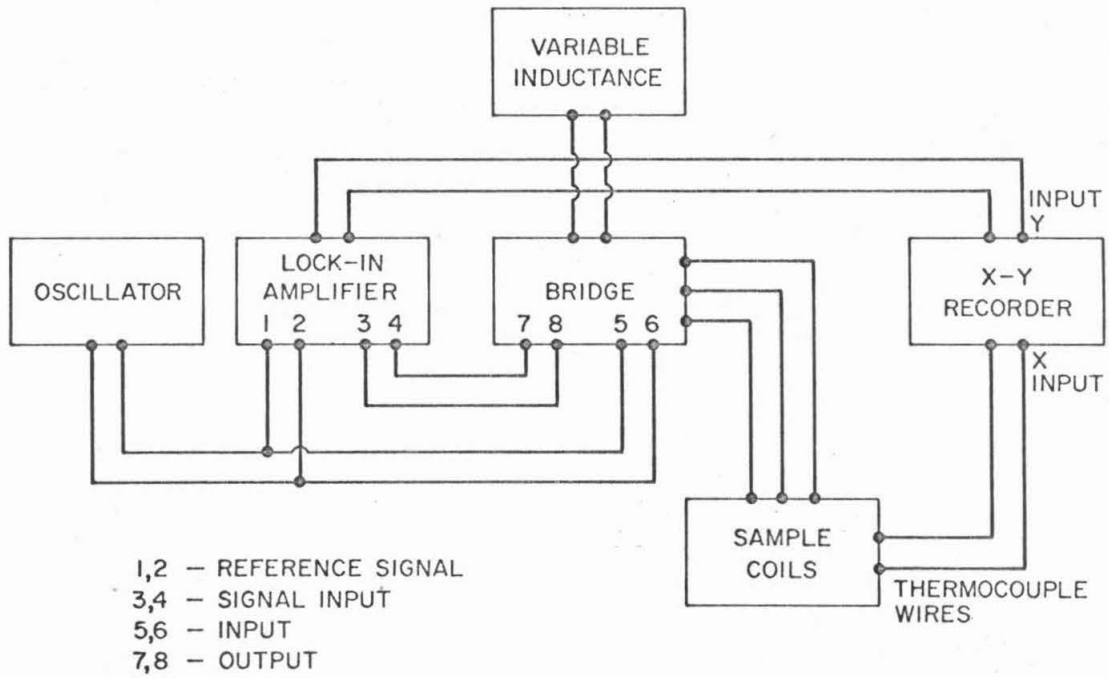 VARIABLE
INDUCTANCE
INPUT
Y
OSCILLATOR
LOCK-IN
AMPLIFIER
1 2 3 4
BRIDGE
7 8 5 6
X-Y
RECORDER
X
INPUT
SAMPLE
COILS
THERMOCOUPLE
WIRES
1,2 - REFERENCE SIGNAL
3,4 - SIGNAL INPUT
5,6 - INPUT
7,8 - OUTPUT